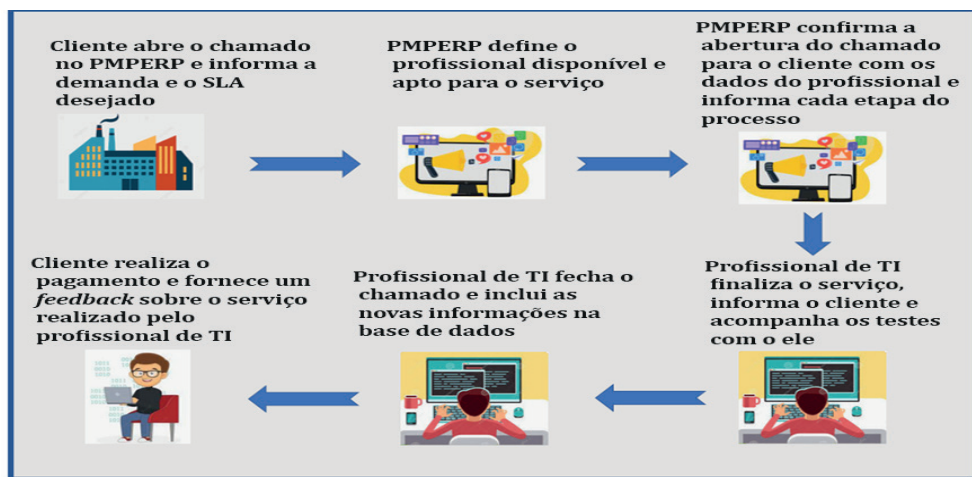 Cliente abre o chamado
no PMPERP e informa a
demanda e o SLA
desejado
PMPERP define o
profissional disponível e
apto para o serviço
PMPERP confirma a
abertura do chamado
para o cliente com os
dados do profissional e
informa cada etapa do
processo
Profissional de TI
finaliza o serviço,
informa o cliente e
acompanha os testes
com o ele
Profissional de TI fecha o
chamado e inclui as
novas informações na
base de dados
Cliente realiza o
pagamento e fornece um
feedback sobre o serviço
realizado pelo
profissional de TI